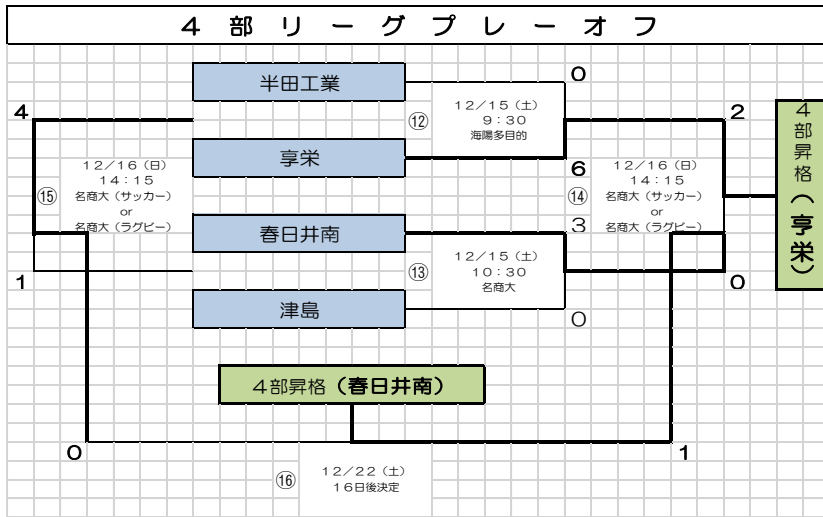 ４部リーグプレーオフ
半田工業
0
⑫
12/15（土）
9：30
海陽多目的
4
2
享栄
6
⑮
12/16（日）
14：15
名商大（サッカー）
or
名商大（ラグビー）
⑭
12/16（日）
14：15
名商大（サッカー）
or
名商大（ラグビー）
４部昇格（享栄）
春日井南
3
⑬
12/15（土）
10：30
名商大
1
0
津島
0
４部昇格（春日井南）
0
1
⑯
12/22（土）
16日後決定